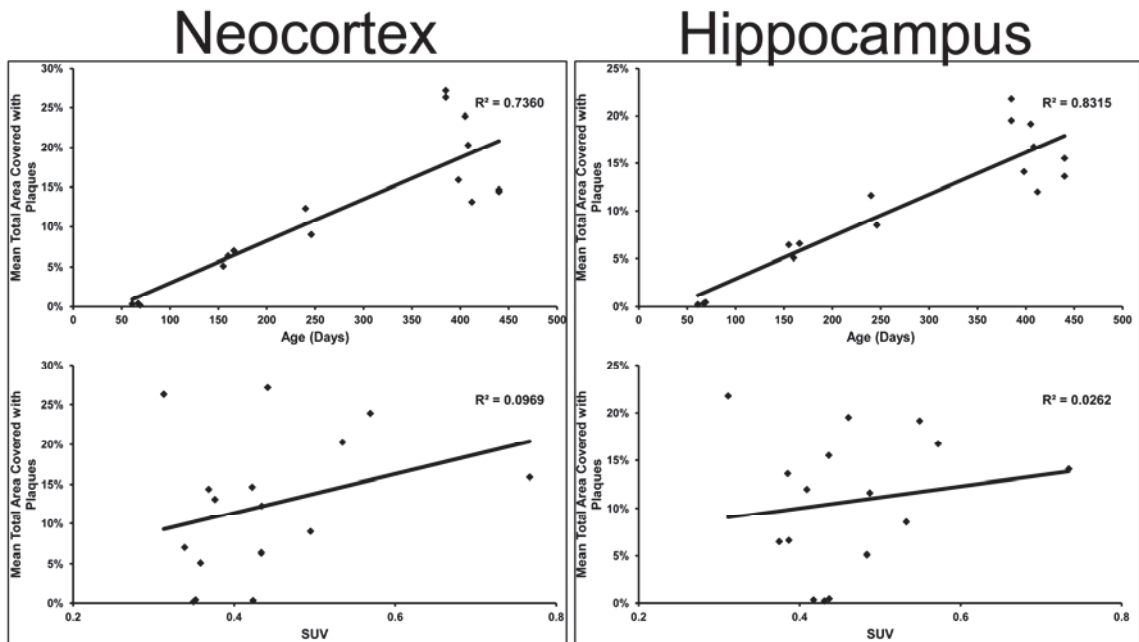 Neocortex
Hippocampus
Mean Total Area Covered with
Plaques
30%
25%
20%
15%
10%
5%
0%
R² = 0.7360
0 50 100 150 200 250 300 350 400 450 500
Age (Days)
Mean Total Area Covered with
Plaques
25%
20%
15%
10%
5%
0%
R² = 0.8315
0 50 100 150 200 250 300 350 400 450 500
Age (Days)
Mean Total Area Covered with
Plaques
30%
25%
20%
15%
10%
5%
0%
R² = 0.0969
0.2 0.4 0.6 0.8
SUV
Mean Total Area Covered with
Plaques
25%
20%
15%
10%
5%
0%
R² = 0.0262
0.2 0.4 0.6 0.8
SUV